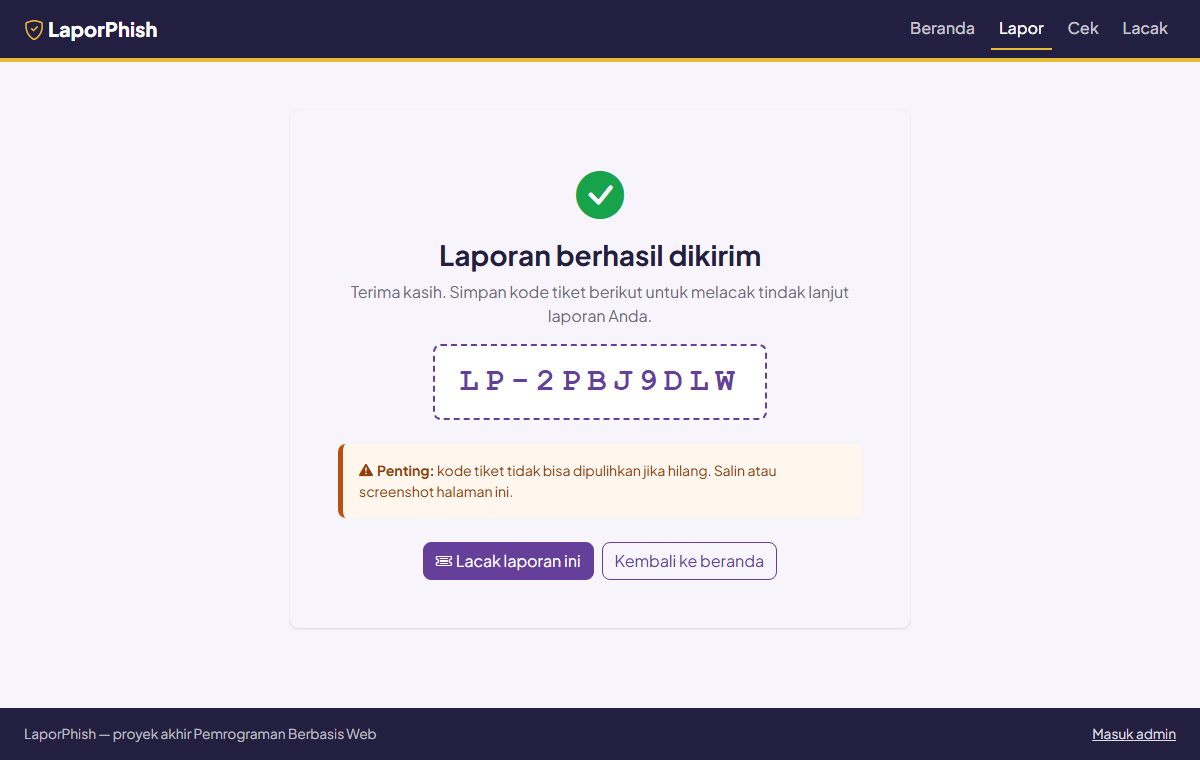 LaporPhish
Beranda Lapor Cek Lacak
Laporan berhasil dikirim
Terima kasih. Simpan kode tiket berikut untuk melacak tindak lanjut
laporan Anda.
LP-2PBJ9DLW
Penting: kode tiket tidak bisa dipulihkan jika hilang. Salin atau
screenshot halaman ini.
Lacak laporan ini
Kembali ke beranda
LaporPhish — proyek akhir Pemrograman Berbasis Web
Masuk admin